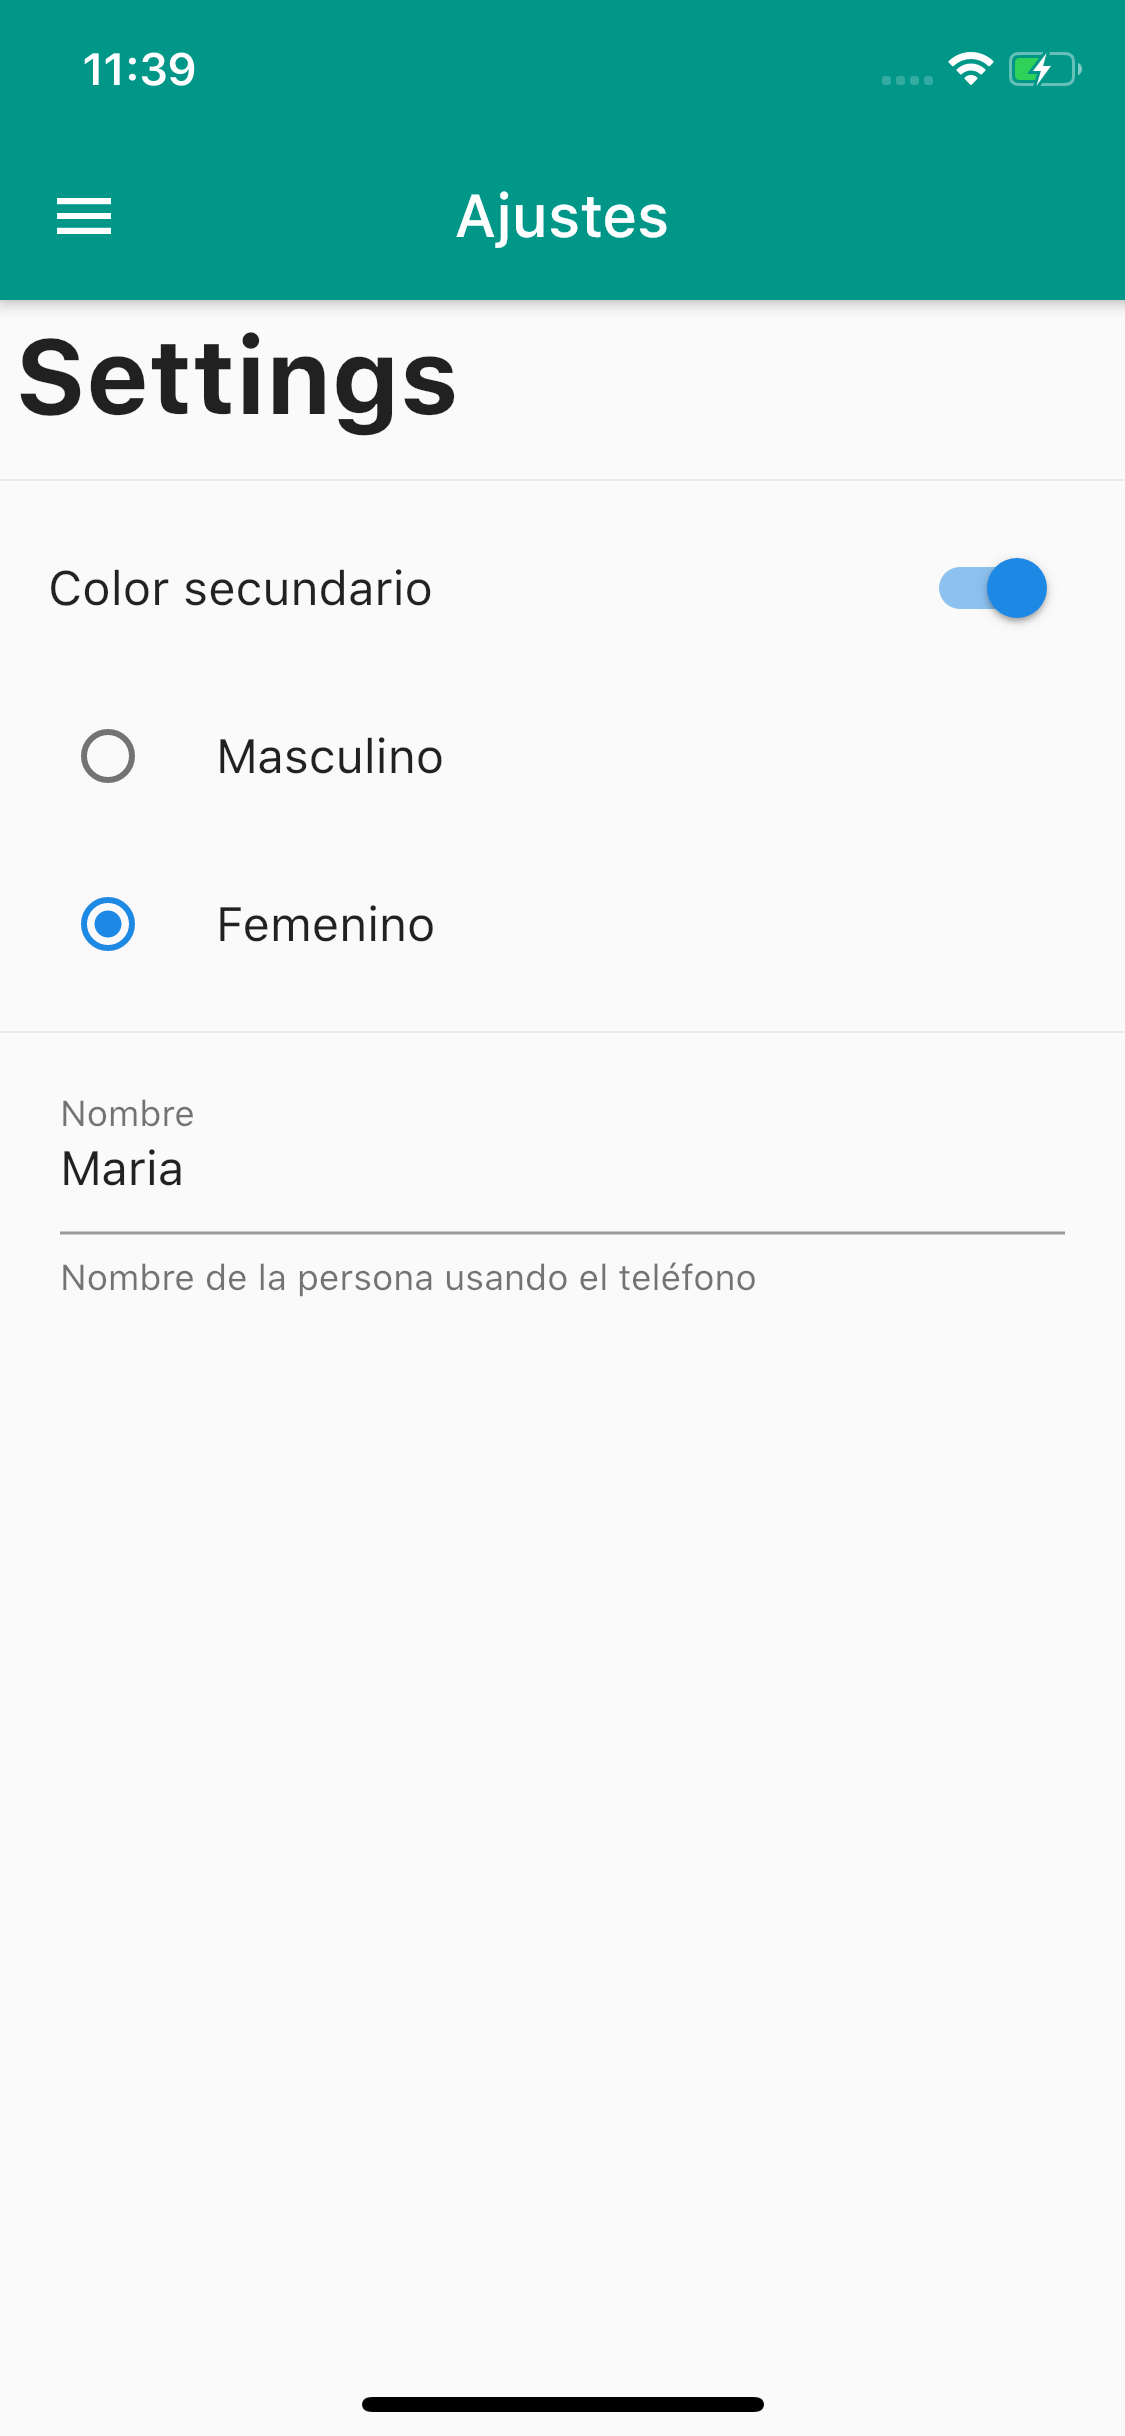 11:39
Ajustes
Settings
Color secundario
Masculino
Femenino
Nombre
Maria
Nombre de la persona usando el teléfono